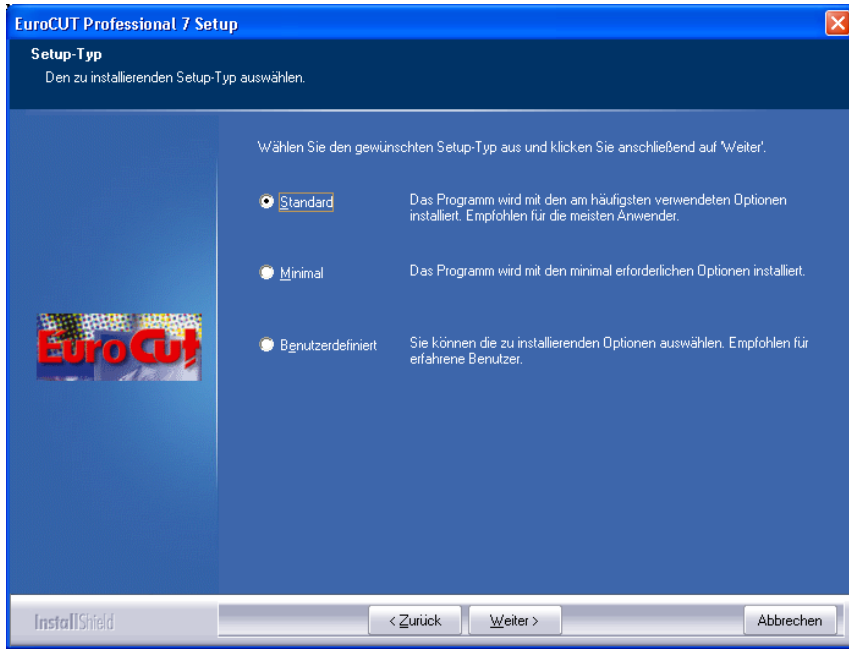 EuroCUT Professional 7 Setup
Setup-Typ
Den zu installierenden Setup-Typ auswählen.
Wählen Sie den gewünschten Setup-Typ aus und klicken Sie anschließend auf 'Weiter'.
Standard
Das Programm wird mit den am häufigsten verwendeten Optionen
installiert. Empfohlen für die meisten Anwender.
Minimal
Das Programm wird mit den minimal erforderlichen Optionen installiert.
EuroCut
Benutzerdefiniert
Sie können die zu installierenden Optionen auswählen. Empfohlen für
erfahrene Benutzer.
InstallShield
< Zurück
Weiter >
Abbrechen